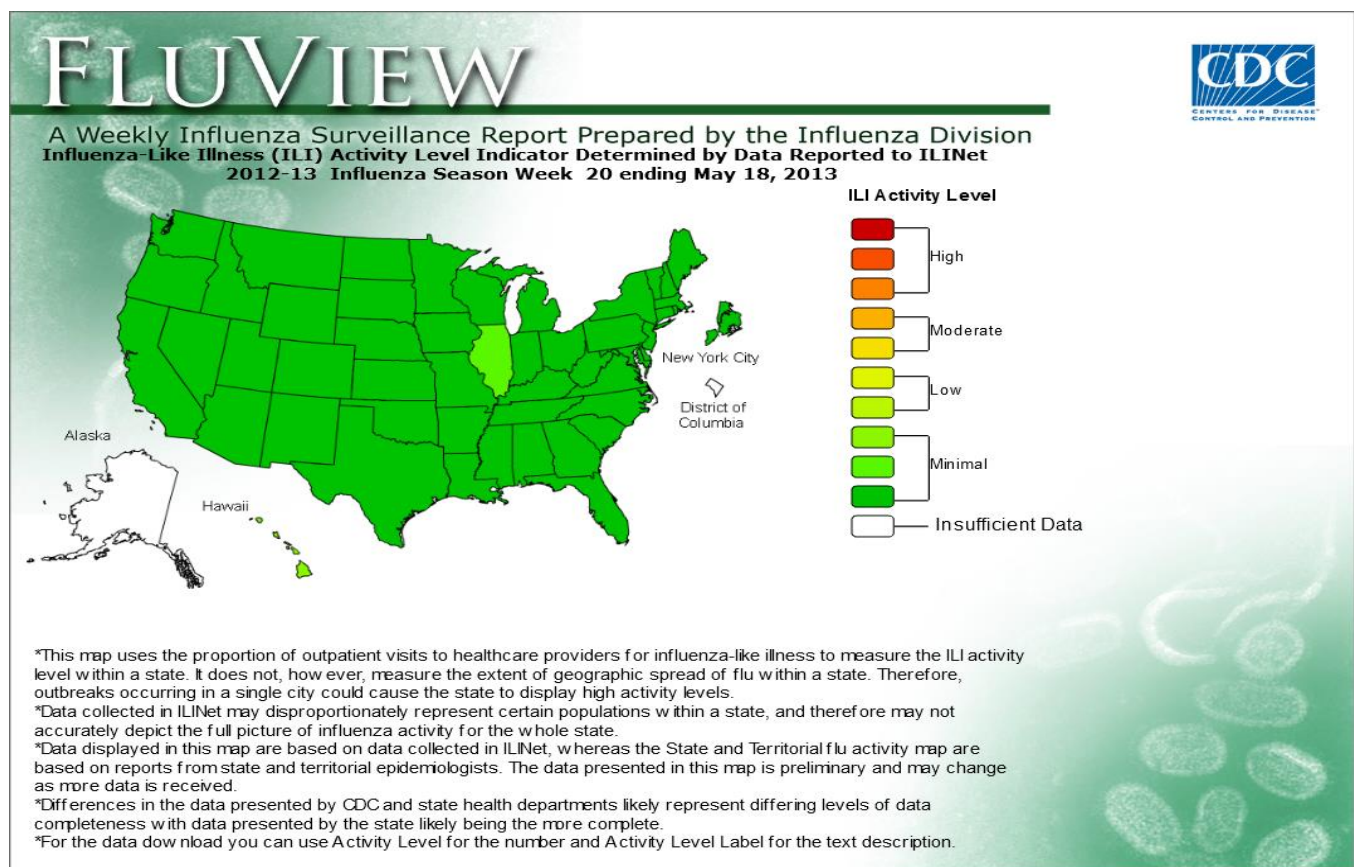 FLUVIEW
CDC
CENTERS FOR DISEASE
CONTROL AND PREVENTION
A Weekly Influenza Surveillance Report Prepared by the Influenza Division
Influenza-Like Illness (ILI) Activity Level Indicator Determined by Data Reported to ILINet
2012-13 Influenza Season Week 20 ending May 18, 2013
ILI Activity Level
High
Moderate
Low
Minimal
Insufficient Data
New York City
District of
Columbia
Alaska
Hawaii
*This map uses the proportion of outpatient visits to healthcare providers for influenza-like illness to measure the ILI activity
level within a state. It does not, however, measure the extent of geographic spread of flu within a state. Therefore,
outbreaks occurring in a single city could cause the state to display high activity levels.
*Data collected in ILINet may disproportionately represent certain populations within a state, and therefore may not
accurately depict the full picture of influenza activity for the whole state.
*Data displayed in this map are based on data collected in ILINet, whereas the State and Territorial flu activity map are
based on reports from state and territorial epidemiologists. The data presented in this map is preliminary and may change
as more data is received.
*Differences in the data presented by CDC and state health departments likely represent differing levels of data
completeness with data presented by the state likely being the more complete.
*For the data download you can use Activity Level for the number and Activity Level Label for the text description.